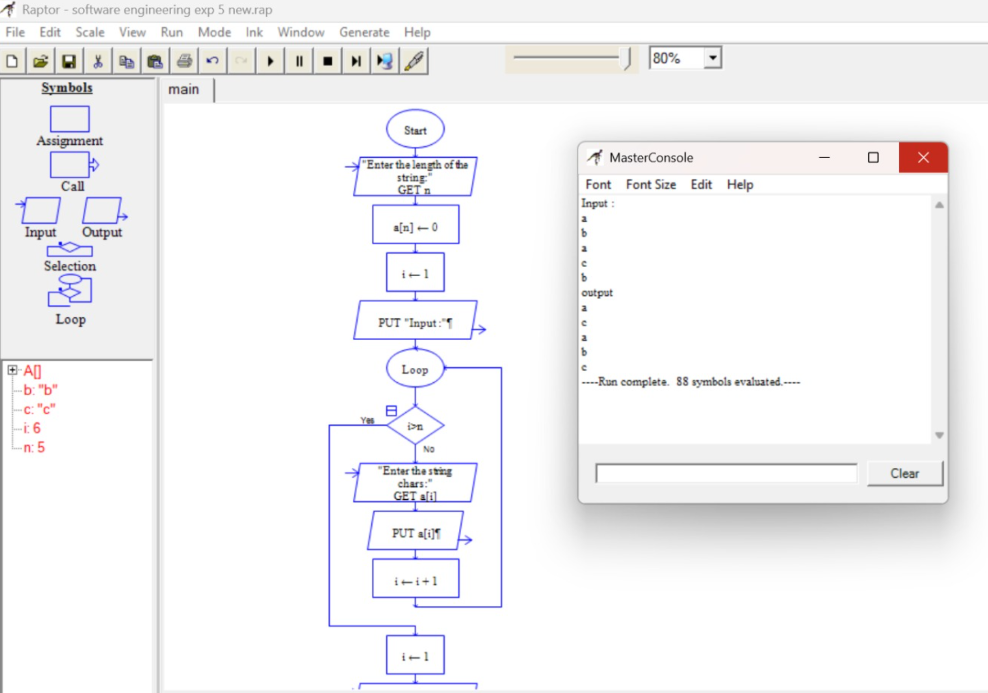 Raptor - software engineering exp 5 new.rap
File Edit Scale View Run Mode Ink Window Generate Help
80%
Symbols
Assignment
Call
Input Output
Selection
Loop
A[]
b: "b"
c: "c"
i: 6
n: 5
main
Start
"Enter the length of the
string:"
GET n
a[n] ← 0
i ← 1
PUT "Input :"¶
Loop
Yes
i>n
No
"Enter the string
chars:"
GET a[i]
PUT a[i]¶
i ← i + 1
i ← 1
MasterConsole
Font Font Size Edit Help
Input :
a
b
a
c
b
output
a
c
a
b
c
----Run complete. 88 symbols evaluated.----
Clear